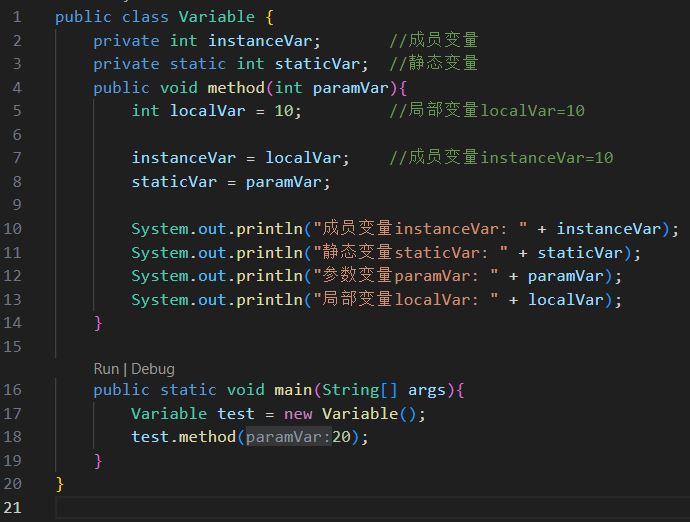 1 public class Variable {
2     private int instanceVar;       //成员变量
3     private static int staticVar;  //静态变量
4     public void method(int paramVar){
5         int localVar = 10;         //局部变量localVar=10
6
7         instanceVar = localVar;    //成员变量instanceVar=10
8         staticVar = paramVar;
9
10         System.out.println("成员变量instanceVar: " + instanceVar);
11         System.out.println("静态变量staticVar: " + staticVar);
12         System.out.println("参数变量paramVar: " + paramVar);
13         System.out.println("局部变量localVar: " + localVar);
14     }
15
Run | Debug
16     public static void main(String[] args){
17         Variable test = new Variable();
18         test.method(paramVar:20);
19     }
20 }
21